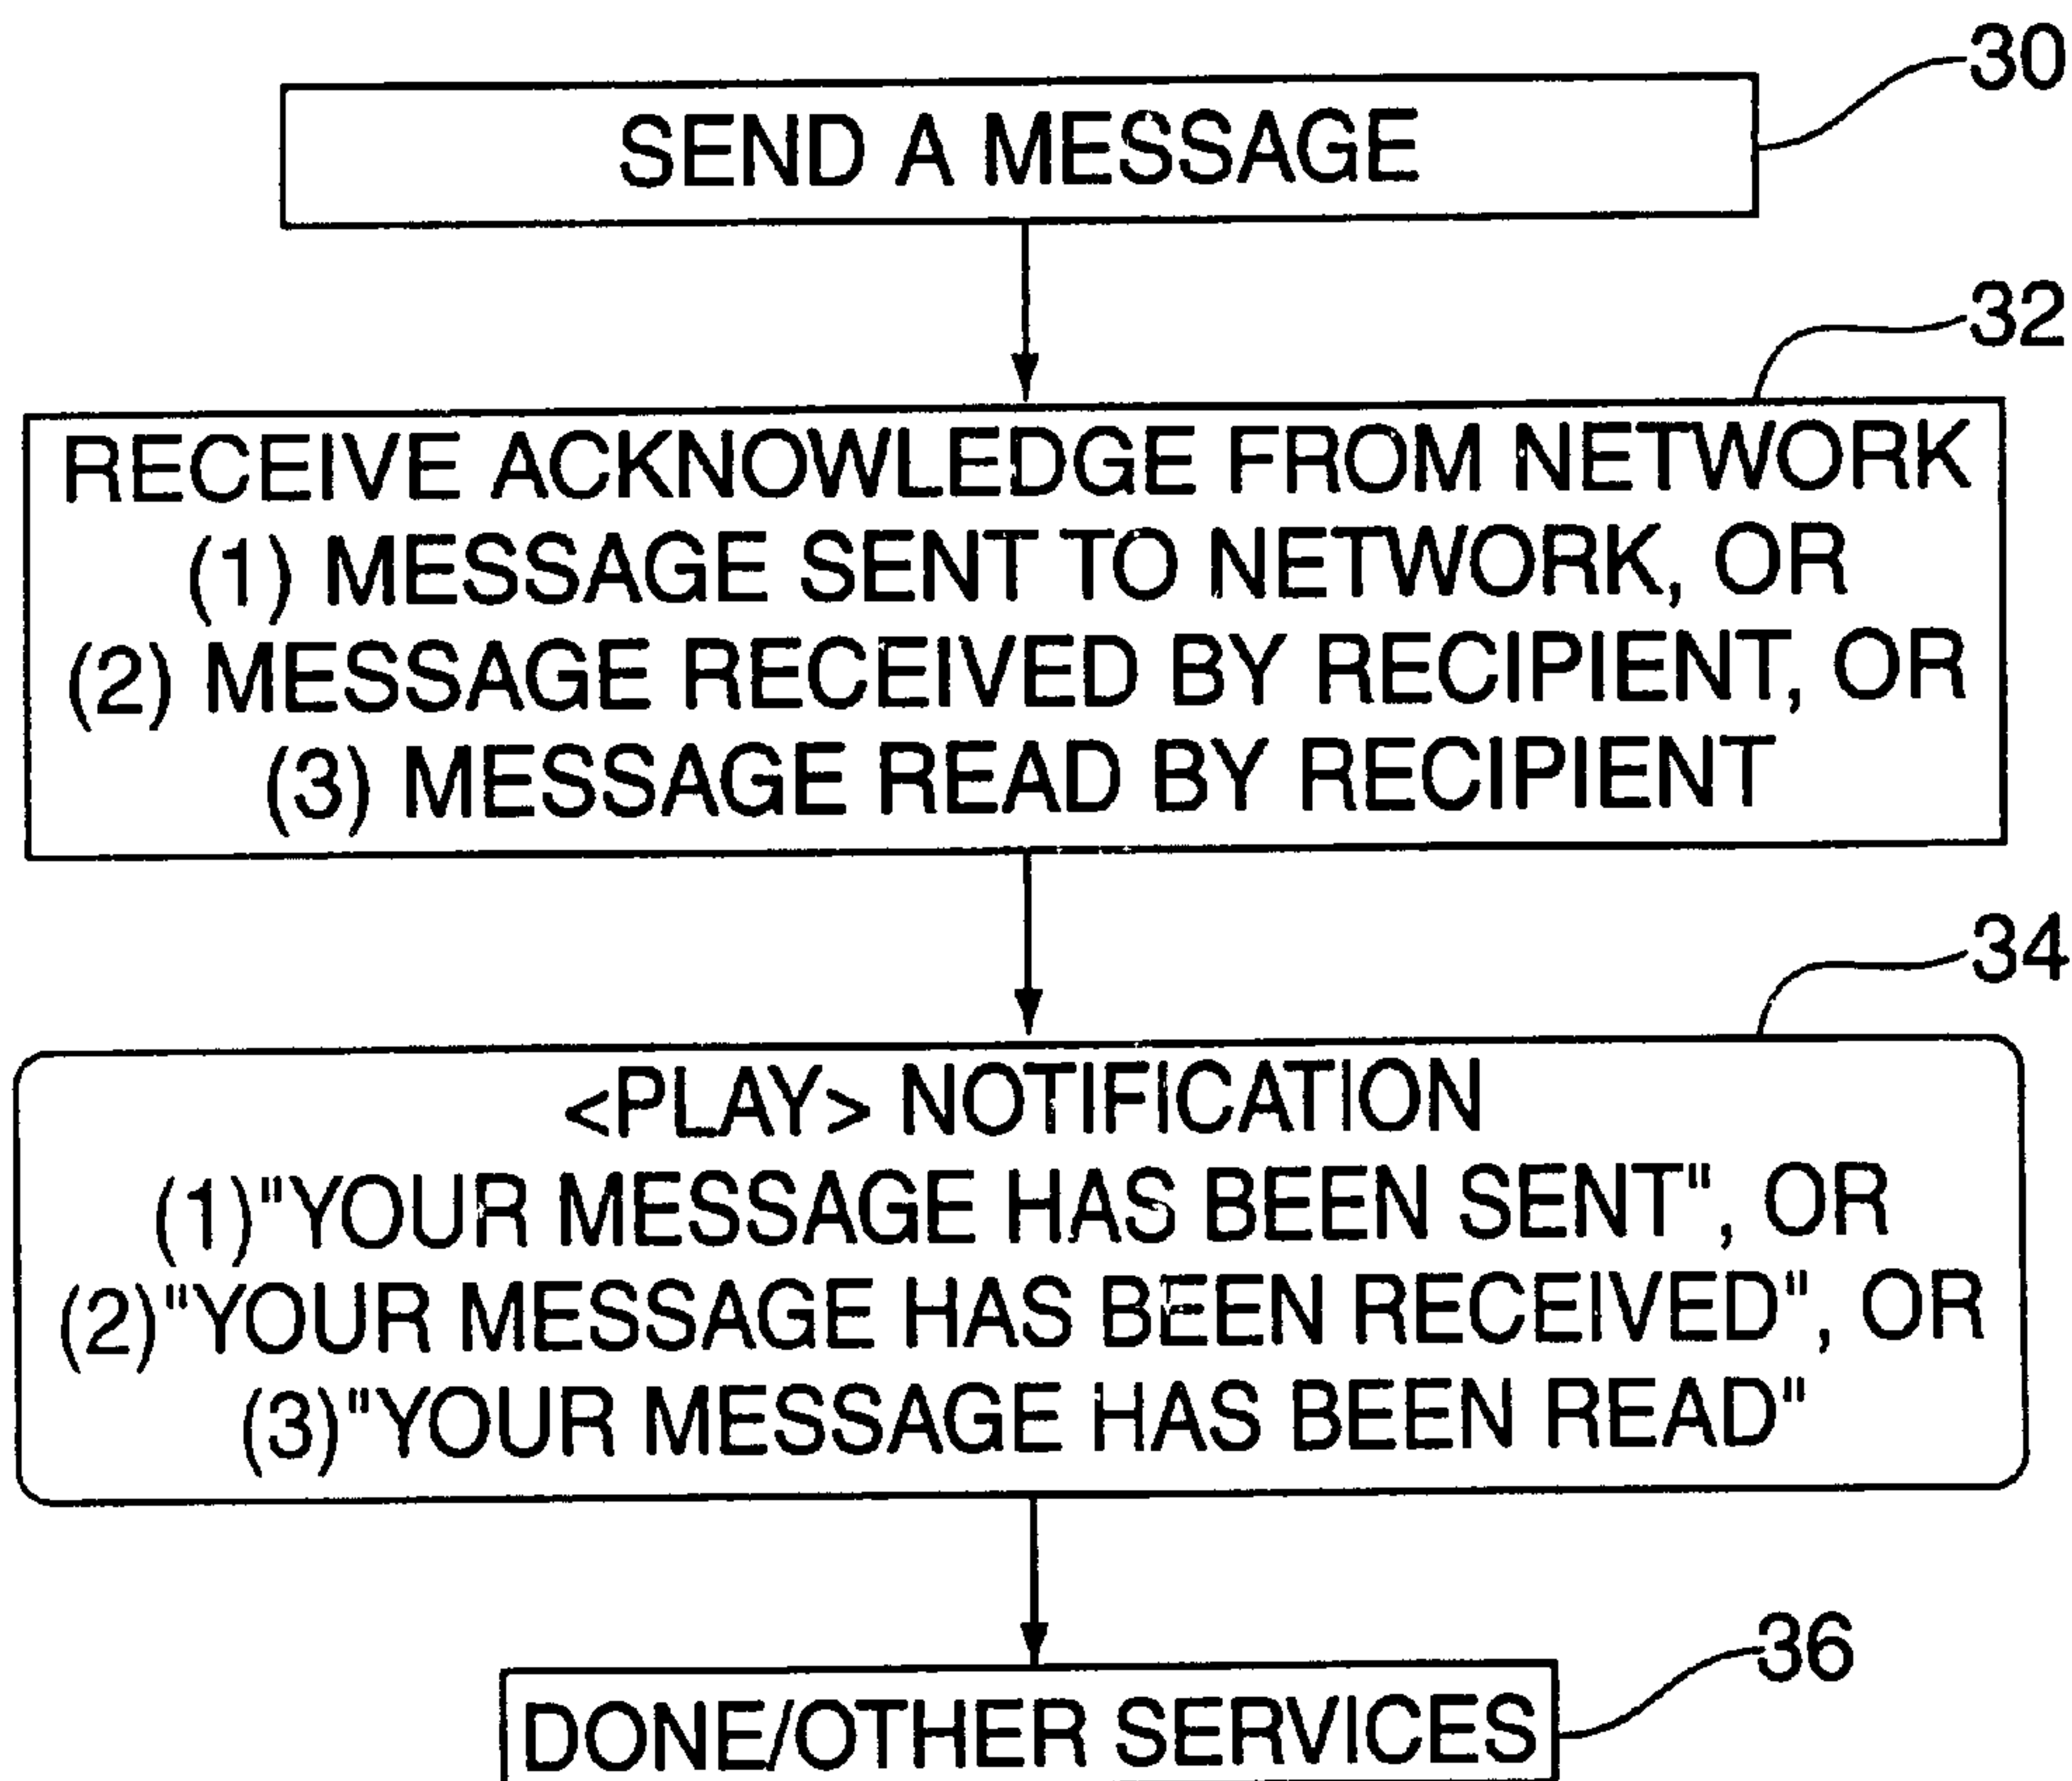 30
SEND A MESSAGE
32
RECEIVE ACKNOWLEDGE FROM NETWORK
(1) MESSAGE SENT TO NETWORK, OR
(2) MESSAGE RECEIVED BY RECIPIENT, OR
(3) MESSAGE READ BY RECIPIENT
34
<PLAY> NOTIFICATION
(1)"YOUR MESSAGE HAS BEEN SENT", OR
(2)"YOUR MESSAGE HAS BEEN RECEIVED", OR
(3)"YOUR MESSAGE HAS BEEN READ"
36
DONE/OTHER SERVICES